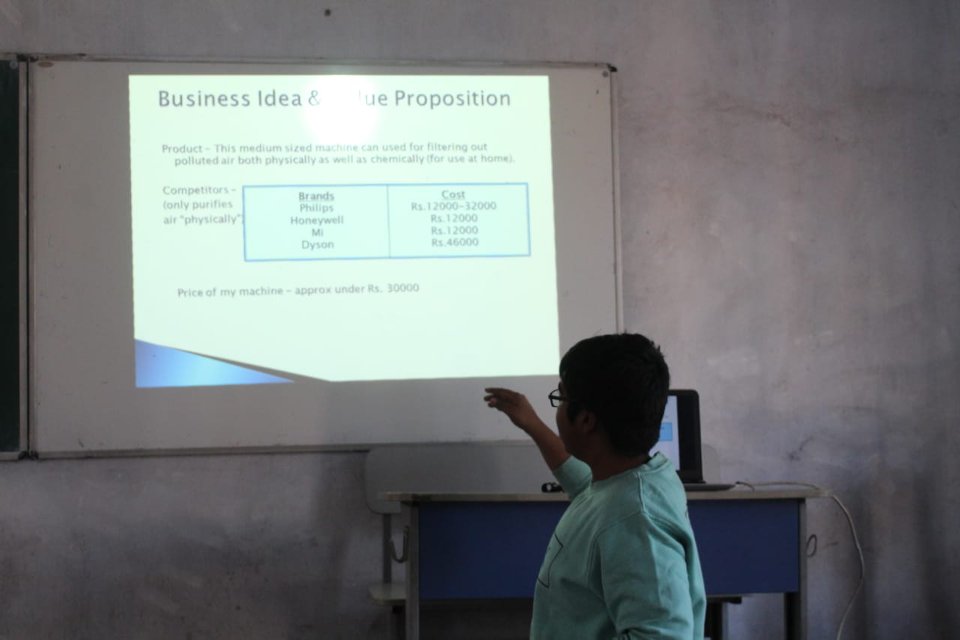 Business Idea & lue Proposition
Product – This medium sized machine can used for filtering out
polluted air both physically as well as chemically (for use at home).
Competitors –
(only purifies
air "physically")
Brands Cost
Philips Rs.12000-32000
Honeywell Rs.12000
Mi Rs.12000
Dyson Rs.46000
Price of my machine – approx under Rs. 30000